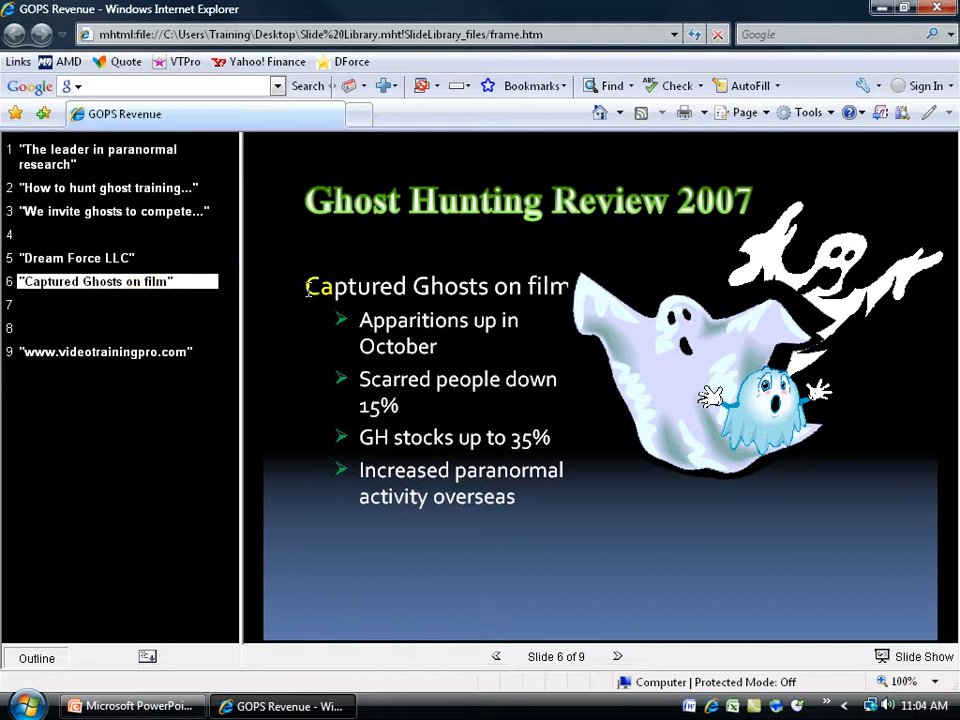 GOPS Revenue - Windows Internet Explorer
mhtml:file://C:\Users\Training\Desktop\Slide%20Library.mht!SlideLibrary_files/frame.htm
Google
Links AMD Quote VTPro Yahoo! Finance DForce
Google g Search Bookmarks Find Check AutoFill Sign In
GOPS Revenue Page Tools
1 "The leader in paranormal
research"
2 "How to hunt ghost training..."
3 "We invite ghosts to compete..."
4
5 "Dream Force LLC"
6 "Captured Ghosts on film"
7
8
9 "www.videotrainingpro.com"
Ghost Hunting Review 2007
Captured Ghosts on film
Apparitions up in
October
Scarred people down
15%
GH stocks up to 35%
Increased paranormal
activity overseas
Outline Slide 6 of 9 Slide Show
Computer | Protected Mode: Off 100%
Microsoft PowerPoi... GOPS Revenue - Wi... 11:04 AM